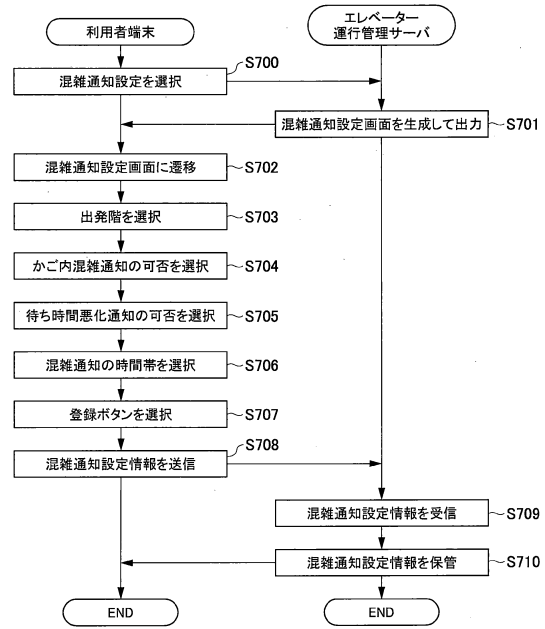 利用者端末
エレベーター
運行管理サーバ
混雑通知設定を選択
S700
混雑通知設定画面を生成して出力
S701
混雑通知設定画面に遷移
S702
出発階を選択
S703
かご内混雑通知の可否を選択
S704
待ち時間悪化通知の可否を選択
S705
混雑通知の時間帯を選択
S706
登録ボタンを選択
S707
混雑通知設定情報を送信
S708
混雑通知設定情報を受信
S709
混雑通知設定情報を保管
S710
END
END